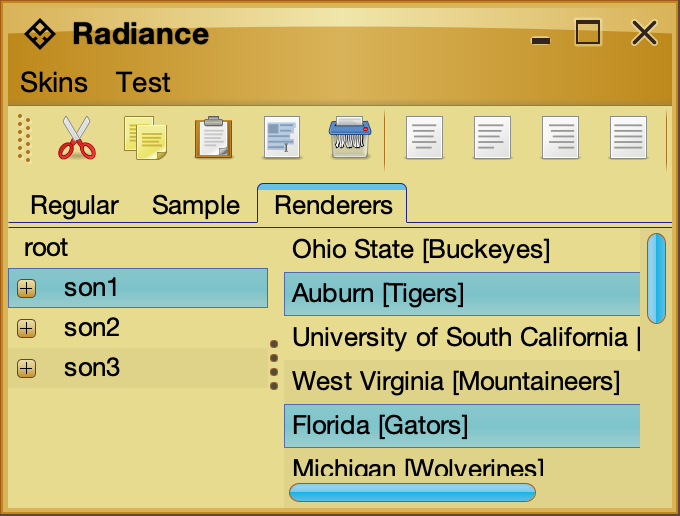 Radiance
Skins Test
Regular Sample Renderers
root
son1
son2
son3
Ohio State [Buckeyes]
Auburn [Tigers]
University of South California [
West Virginia [Mountaineers]
Florida [Gators]
Michigan [Wolverines]